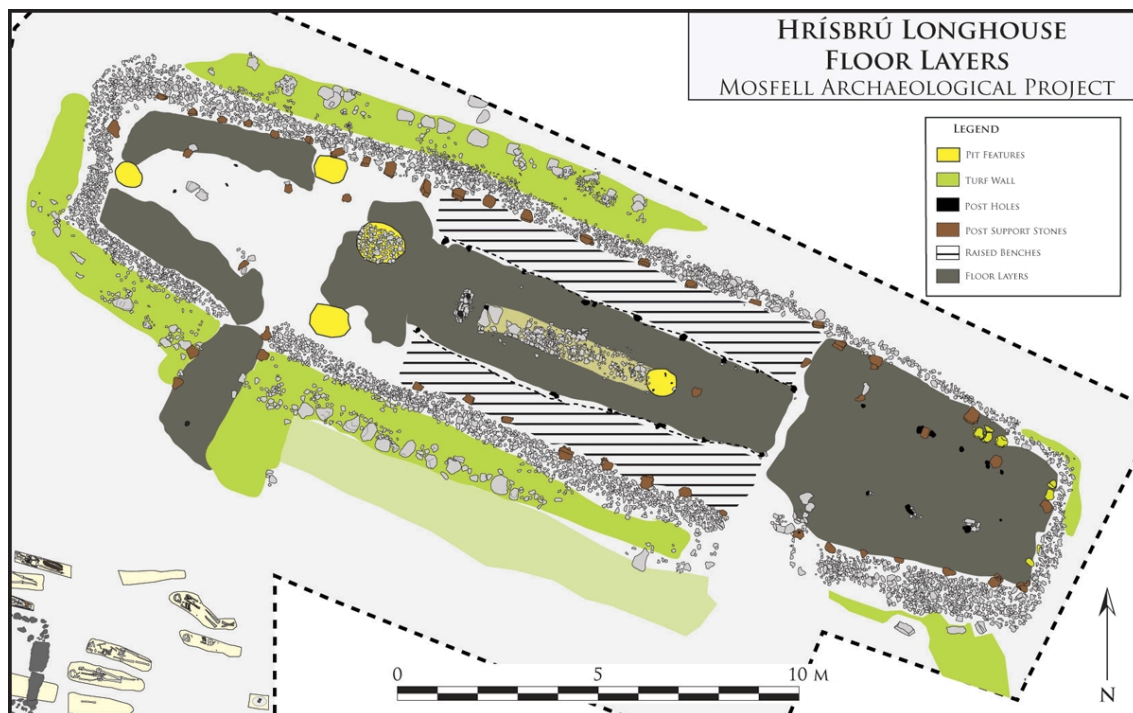 HRÍSBRÚ LONGHOUSE
FLOOR LAYERS
MOSFELL ARCHAEOLOGICAL PROJECT
LEGEND
PIT FEATURES
TURF WALL
POST HOLES
POST SUPPORT STONES
RAISED BENCHES
FLOOR LAYERS
0 5 10 M
N